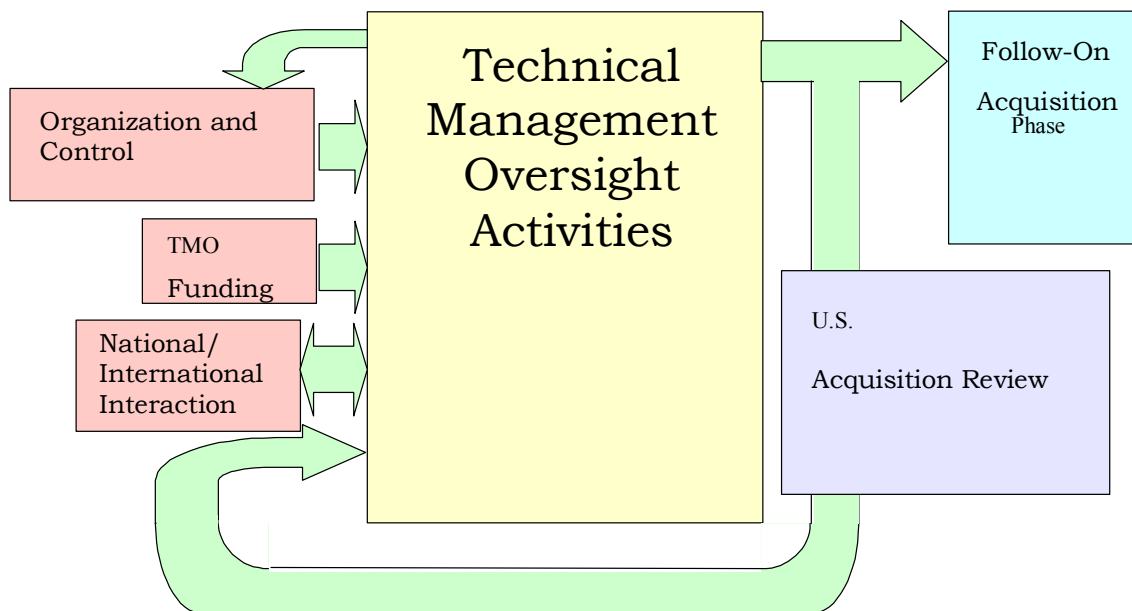 Technical
Management
Oversight
Activities
Follow-On
Acquisition
Phase
Organization and
Control
TMO
Funding
National/
International
Interaction
U.S.
Acquisition Review